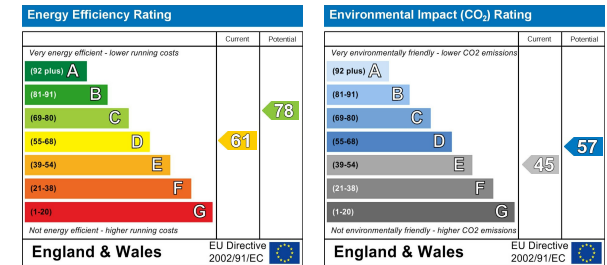 Energy Efficiency Rating
Current Potential
Very energy efficient - lower running costs
(92 plus) A
(81-91) B
(69-80) C
78
(55-68) D
61
(39-54) E
(21-38) F
(1-20) G
Not energy efficient - higher running costs
England & Wales
EU Directive
2002/91/EC
Environmental Impact (CO₂) Rating
Current Potential
Very environmentally friendly - lower CO2 emissions
(92 plus) A
(81-91) B
(69-80) C
(55-68) D
57
(39-54) E
45
(21-38) F
(1-20) G
Not environmentally friendly - higher CO2 emissions
England & Wales
EU Directive
2002/91/EC